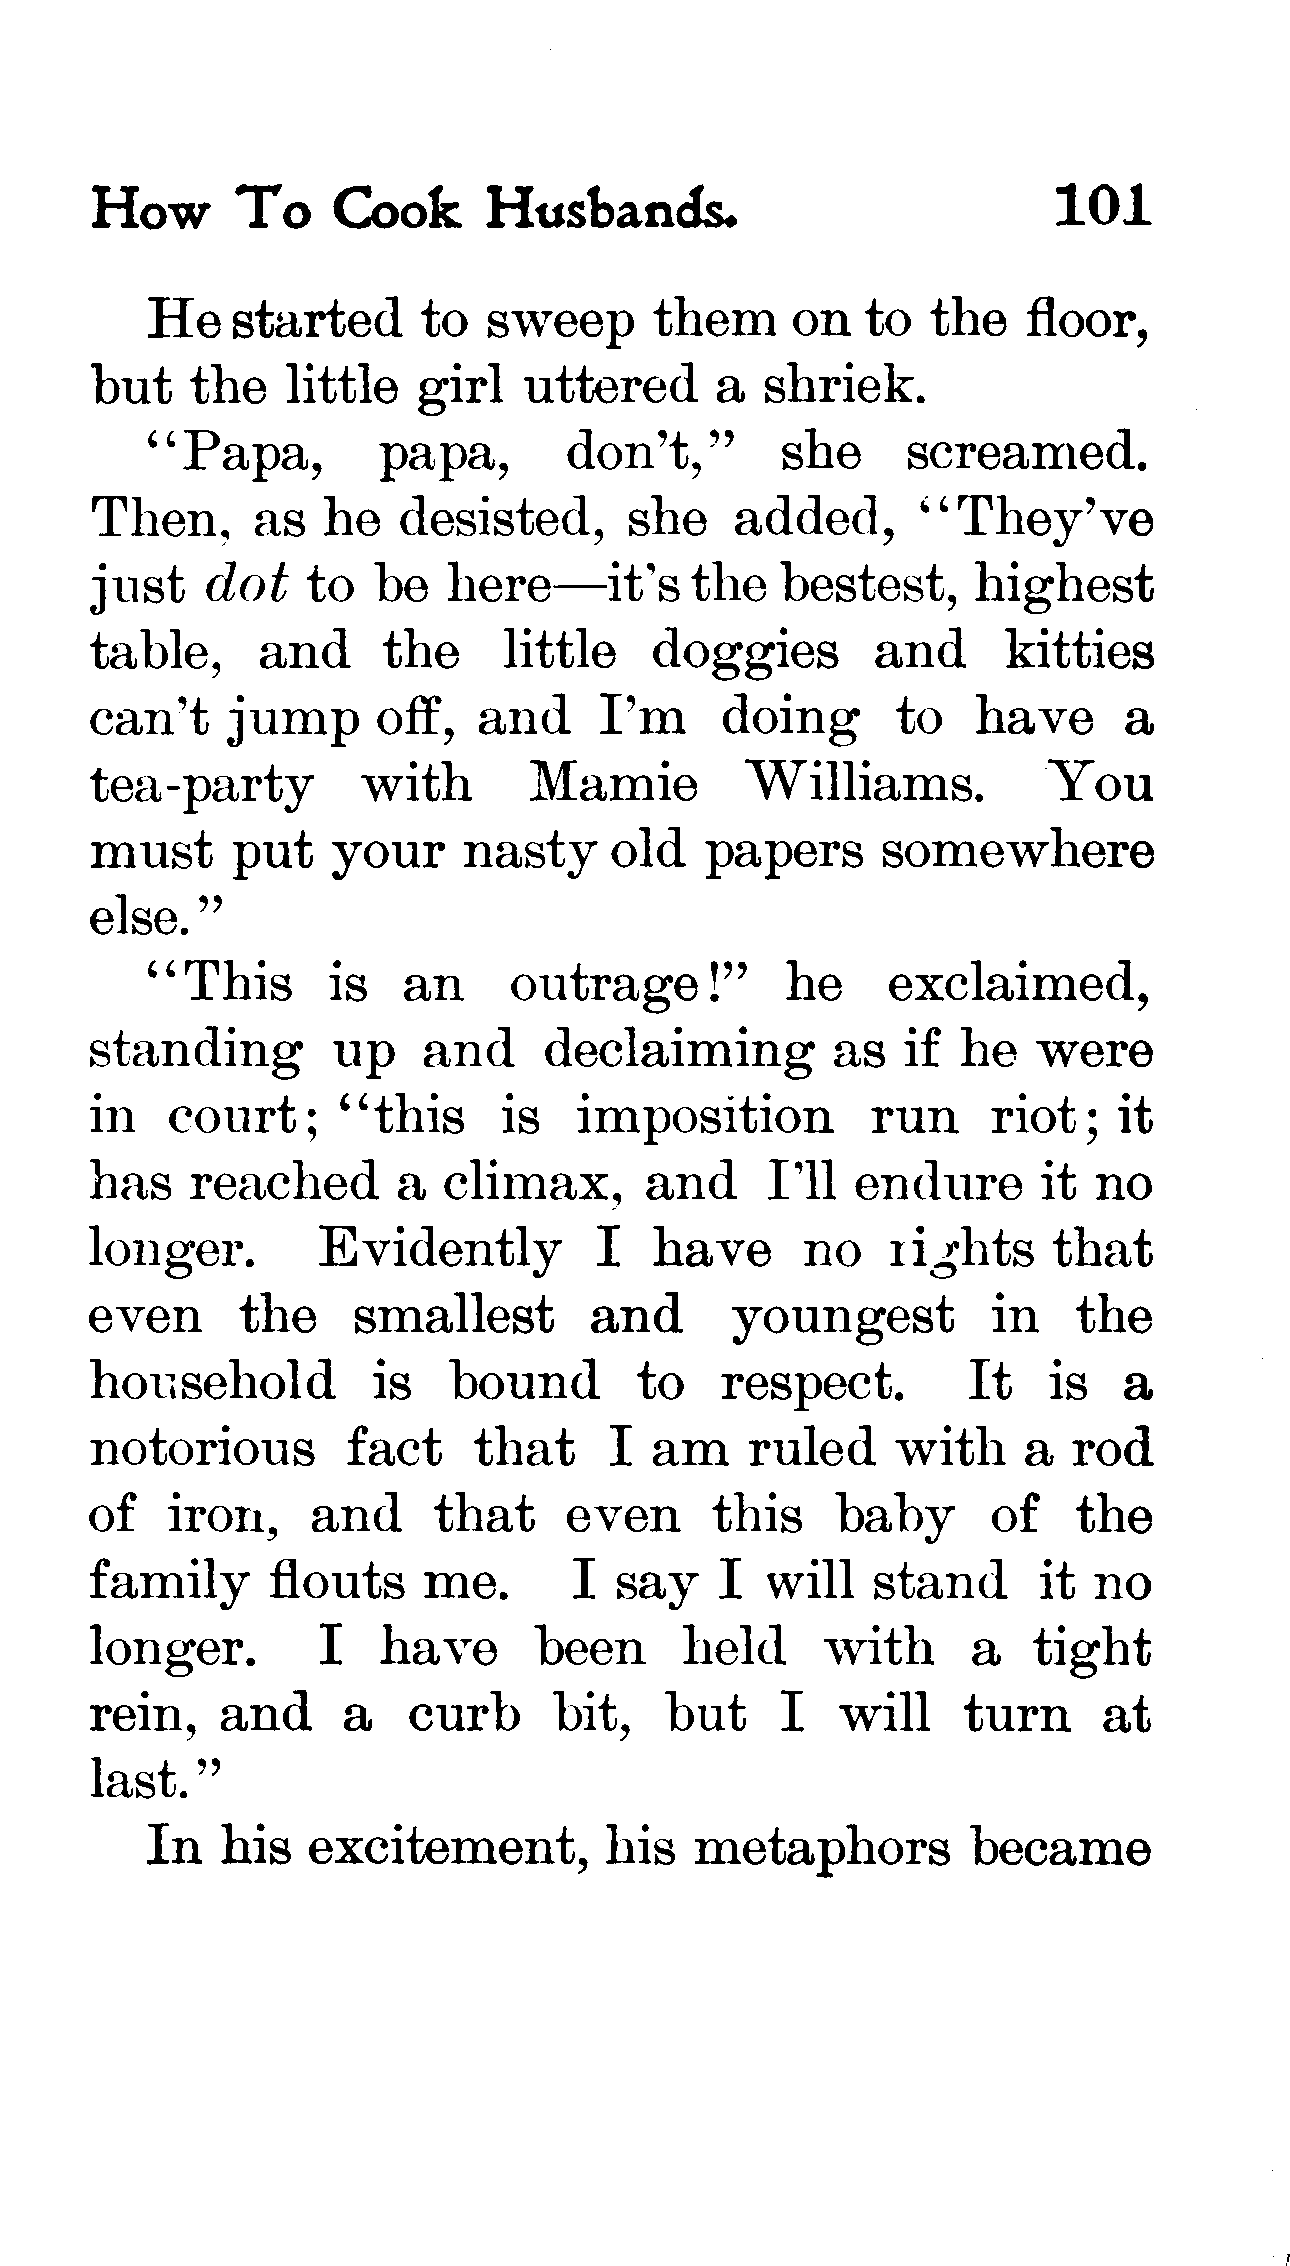 How To Cook Husbands. 101
He started to sweep them on to the floor,
but the little girl uttered a shriek.
“Papa, papa, don’t,” she screamed.
Then, as he desisted, she added, “They’ve
just dot to be here—it’s the bestest, highest
table, and the little doggies and kitties
can’t jump off, and I’m doing to have a
tea-party with Mamie Williams. You
must put your nasty old papers somewhere
else.”
“This is an outrage!” he exclaimed,
standing up and declaiming as if he were
in court; “this is imposition run riot; it
has reached a climax, and I’ll endure it no
longer. Evidently I have no rights that
even the smallest and youngest in the
household is bound to respect. It is a
notorious fact that I am ruled with a rod
of iron, and that even this baby of the
family flouts me. I say I will stand it no
longer. I have been held with a tight
rein, and a curb bit, but I will turn at
last.”
In his excitement, his metaphors became